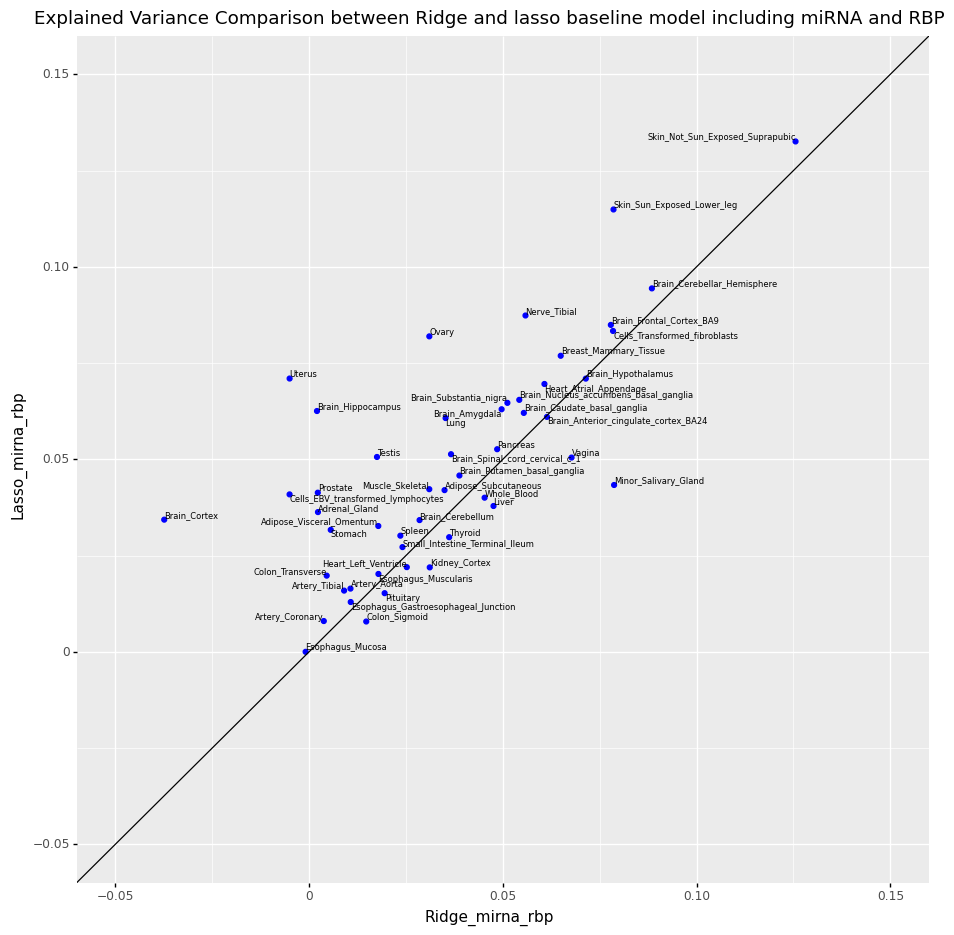 Explained Variance Comparison between Ridge and lasso baseline model including miRNA and RBP
0.15
Skin_Not_Sun_Exposed_Suprapubic
Skin_Sun_Exposed_Lower_leg
0.10
Brain_Cerebellar_Hemisphere
Nerve_Tibial
Brain_Frontal_Cortex_BA9
Ovary
Cells_Transformed_fibroblasts
Breast_Mammary_Tissue
Uterus
Brain_Hypothalamus
Heart_Atrial_Appendage
Brain_Substantia_nigra
Brain_Nucleus_accumbens_basal_ganglia
Brain_Hippocampus
Brain_Amygdala
Brain_Caudate_basal_ganglia
Lung
Brain_Anterior_cingulate_cortex_BA24
Pancreas
Testis
Vagina
0.05
Brain_Spinal_cord_cervical_c_1
Brain_Putamen_basal_ganglia
Minor_Salivary_Gland
Muscle_Skeletal
Adipose_Subcutaneous
Prostate
Whole_Blood
Cells_EBV_transformed_lymphocytes
Liver
Adrenal_Gland
Brain_Cortex
Brain_Cerebellum
Adipose_Visceral_Omentum
Stomach
Spleen
Thyroid
Small_Intestine_Terminal_Ileum
Heart_Left_Ventricle
Kidney_Cortex
Colon_Transverse
Esophagus_Muscularis
Artery_Tibial
Artery_Aorta
Pituitary
Esophagus_Gastroesophageal_Junction
Artery_Coronary
Colon_Sigmoid
Esophagus_Mucosa
0
−0.05
Lasso_mirna_rbp
−0.05
0
0.05
0.10
0.15
Ridge_mirna_rbp